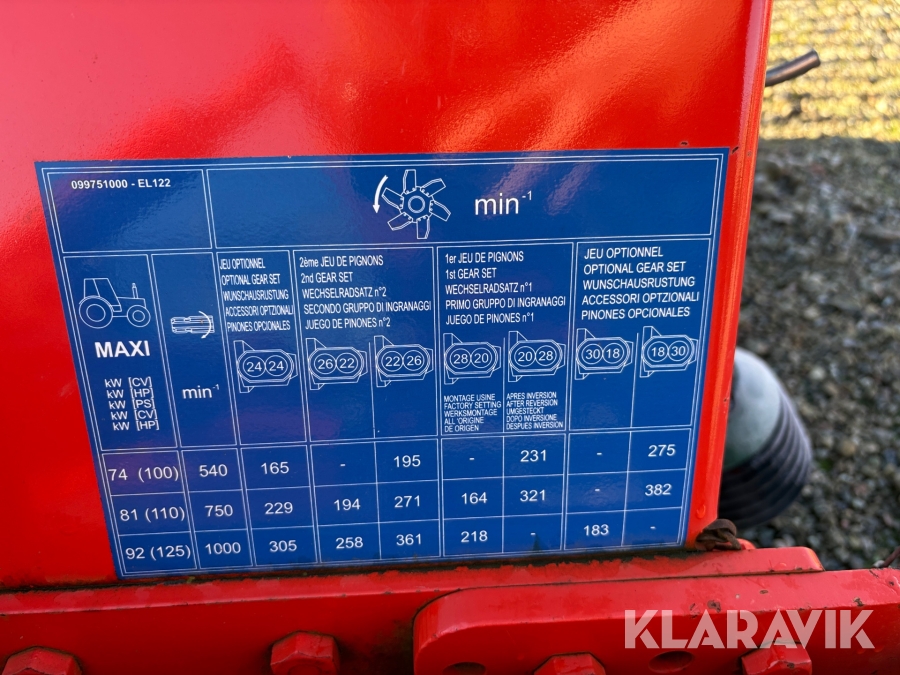 099751000 - EL122
min⁻¹
MAXI
kW [CV]
kW [HP]
kW [PS]
kW [CV]
kW [HP]
min⁻¹
JEU OPTIONNEL
OPTIONAL GEAR SET
WUNSCHAUSRUSTUNG
ACCESSORI OPTZIONALI
PINONES OPCIONALES
24 24
2ème JEU DE PIGNONS
2nd GEAR SET
WECHSELRADSATZ n°2
SECONDO GRUPPO DI INGRANAGGI
JUEGO DE PINONES n°2
26 22 22 26
1er JEU DE PIGNONS
1st GEAR SET
WECHSELRADSATZ n°1
PRIMO GRUPPO DI INGRANAGGI
JUEGO DE PINONES n°1
28 20 20 28
MONTAGE USINE
FACTORY SETTING
WERKSMONTAGE
ALL'ORIGINE
DE ORIGEN
APRES INVERSION
AFTER REVERSION
UMGESTECKT
DOPO INVERSIONE
DESPUES INVERSION
JEU OPTIONNEL
OPTIONAL GEAR SET
WUNSCHAUSRUSTUNG
ACCESSORI OPTZIONALI
PINONES OPCIONALES
30 18 18 30
74 (100) 540 165 - 195 - 231 - 275
81 (110) 750 229 194 271 164 321 - 382
92 (125) 1000 305 258 361 218 - 183 -
KLARAVIK